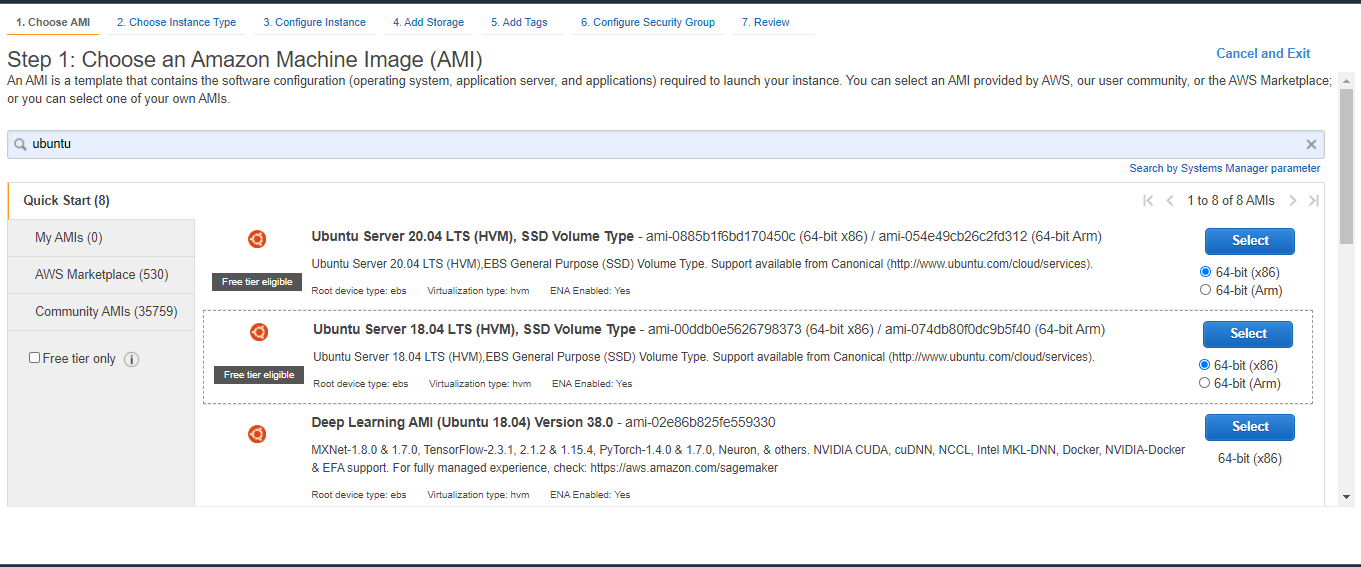 1. Choose AMI 2. Choose Instance Type 3. Configure Instance 4. Add Storage 5. Add Tags 6. Configure Security Group 7. Review
Step 1: Choose an Amazon Machine Image (AMI)
Cancel and Exit
An AMI is a template that contains the software configuration (operating system, application server, and applications) required to launch your instance. You can select an AMI provided by AWS, our user community, or the AWS Marketplace;
or you can select one of your own AMIs.
ubuntu
Search by Systems Manager parameter
Quick Start (8)
1 to 8 of 8 AMIs
My AMIs (0)
AWS Marketplace (530)
Community AMIs (35759)
Free tier only
Ubuntu Server 20.04 LTS (HVM), SSD Volume Type - ami-0885b1f6bd170450c (64-bit x86) / ami-054e49cb26c2fd312 (64-bit Arm)
Ubuntu Server 20.04 LTS (HVM),EBS General Purpose (SSD) Volume Type. Support available from Canonical (http://www.ubuntu.com/cloud/services).
Free tier eligible
Root device type: ebs Virtualization type: hvm ENA Enabled: Yes
Select
64-bit (x86)
64-bit (Arm)
Ubuntu Server 18.04 LTS (HVM), SSD Volume Type - ami-00ddb0e5626798373 (64-bit x86) / ami-074db80f0dc9b5f40 (64-bit Arm)
Ubuntu Server 18.04 LTS (HVM),EBS General Purpose (SSD) Volume Type. Support available from Canonical (http://www.ubuntu.com/cloud/services).
Free tier eligible
Root device type: ebs Virtualization type: hvm ENA Enabled: Yes
Select
64-bit (x86)
64-bit (Arm)
Deep Learning AMI (Ubuntu 18.04) Version 38.0 - ami-02e86b825fe559330
MXNet-1.8.0 & 1.7.0, TensorFlow-2.3.1, 2.1.2 & 1.15.4, PyTorch-1.4.0 & 1.7.0, Neuron, & others. NVIDIA CUDA, cuDNN, NCCL, Intel MKL-DNN, Docker, NVIDIA-Docker
& EFA support. For fully managed experience, check: https://aws.amazon.com/sagemaker
Root device type: ebs Virtualization type: hvm ENA Enabled: Yes
Select
64-bit (x86)